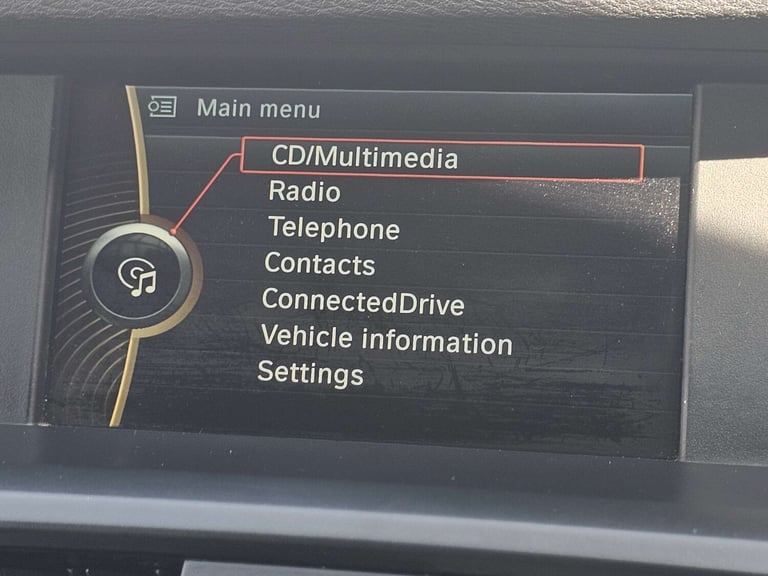 Main menu
CD/Multimedia
Radio
Telephone
Contacts
ConnectedDrive
Vehicle information
Settings